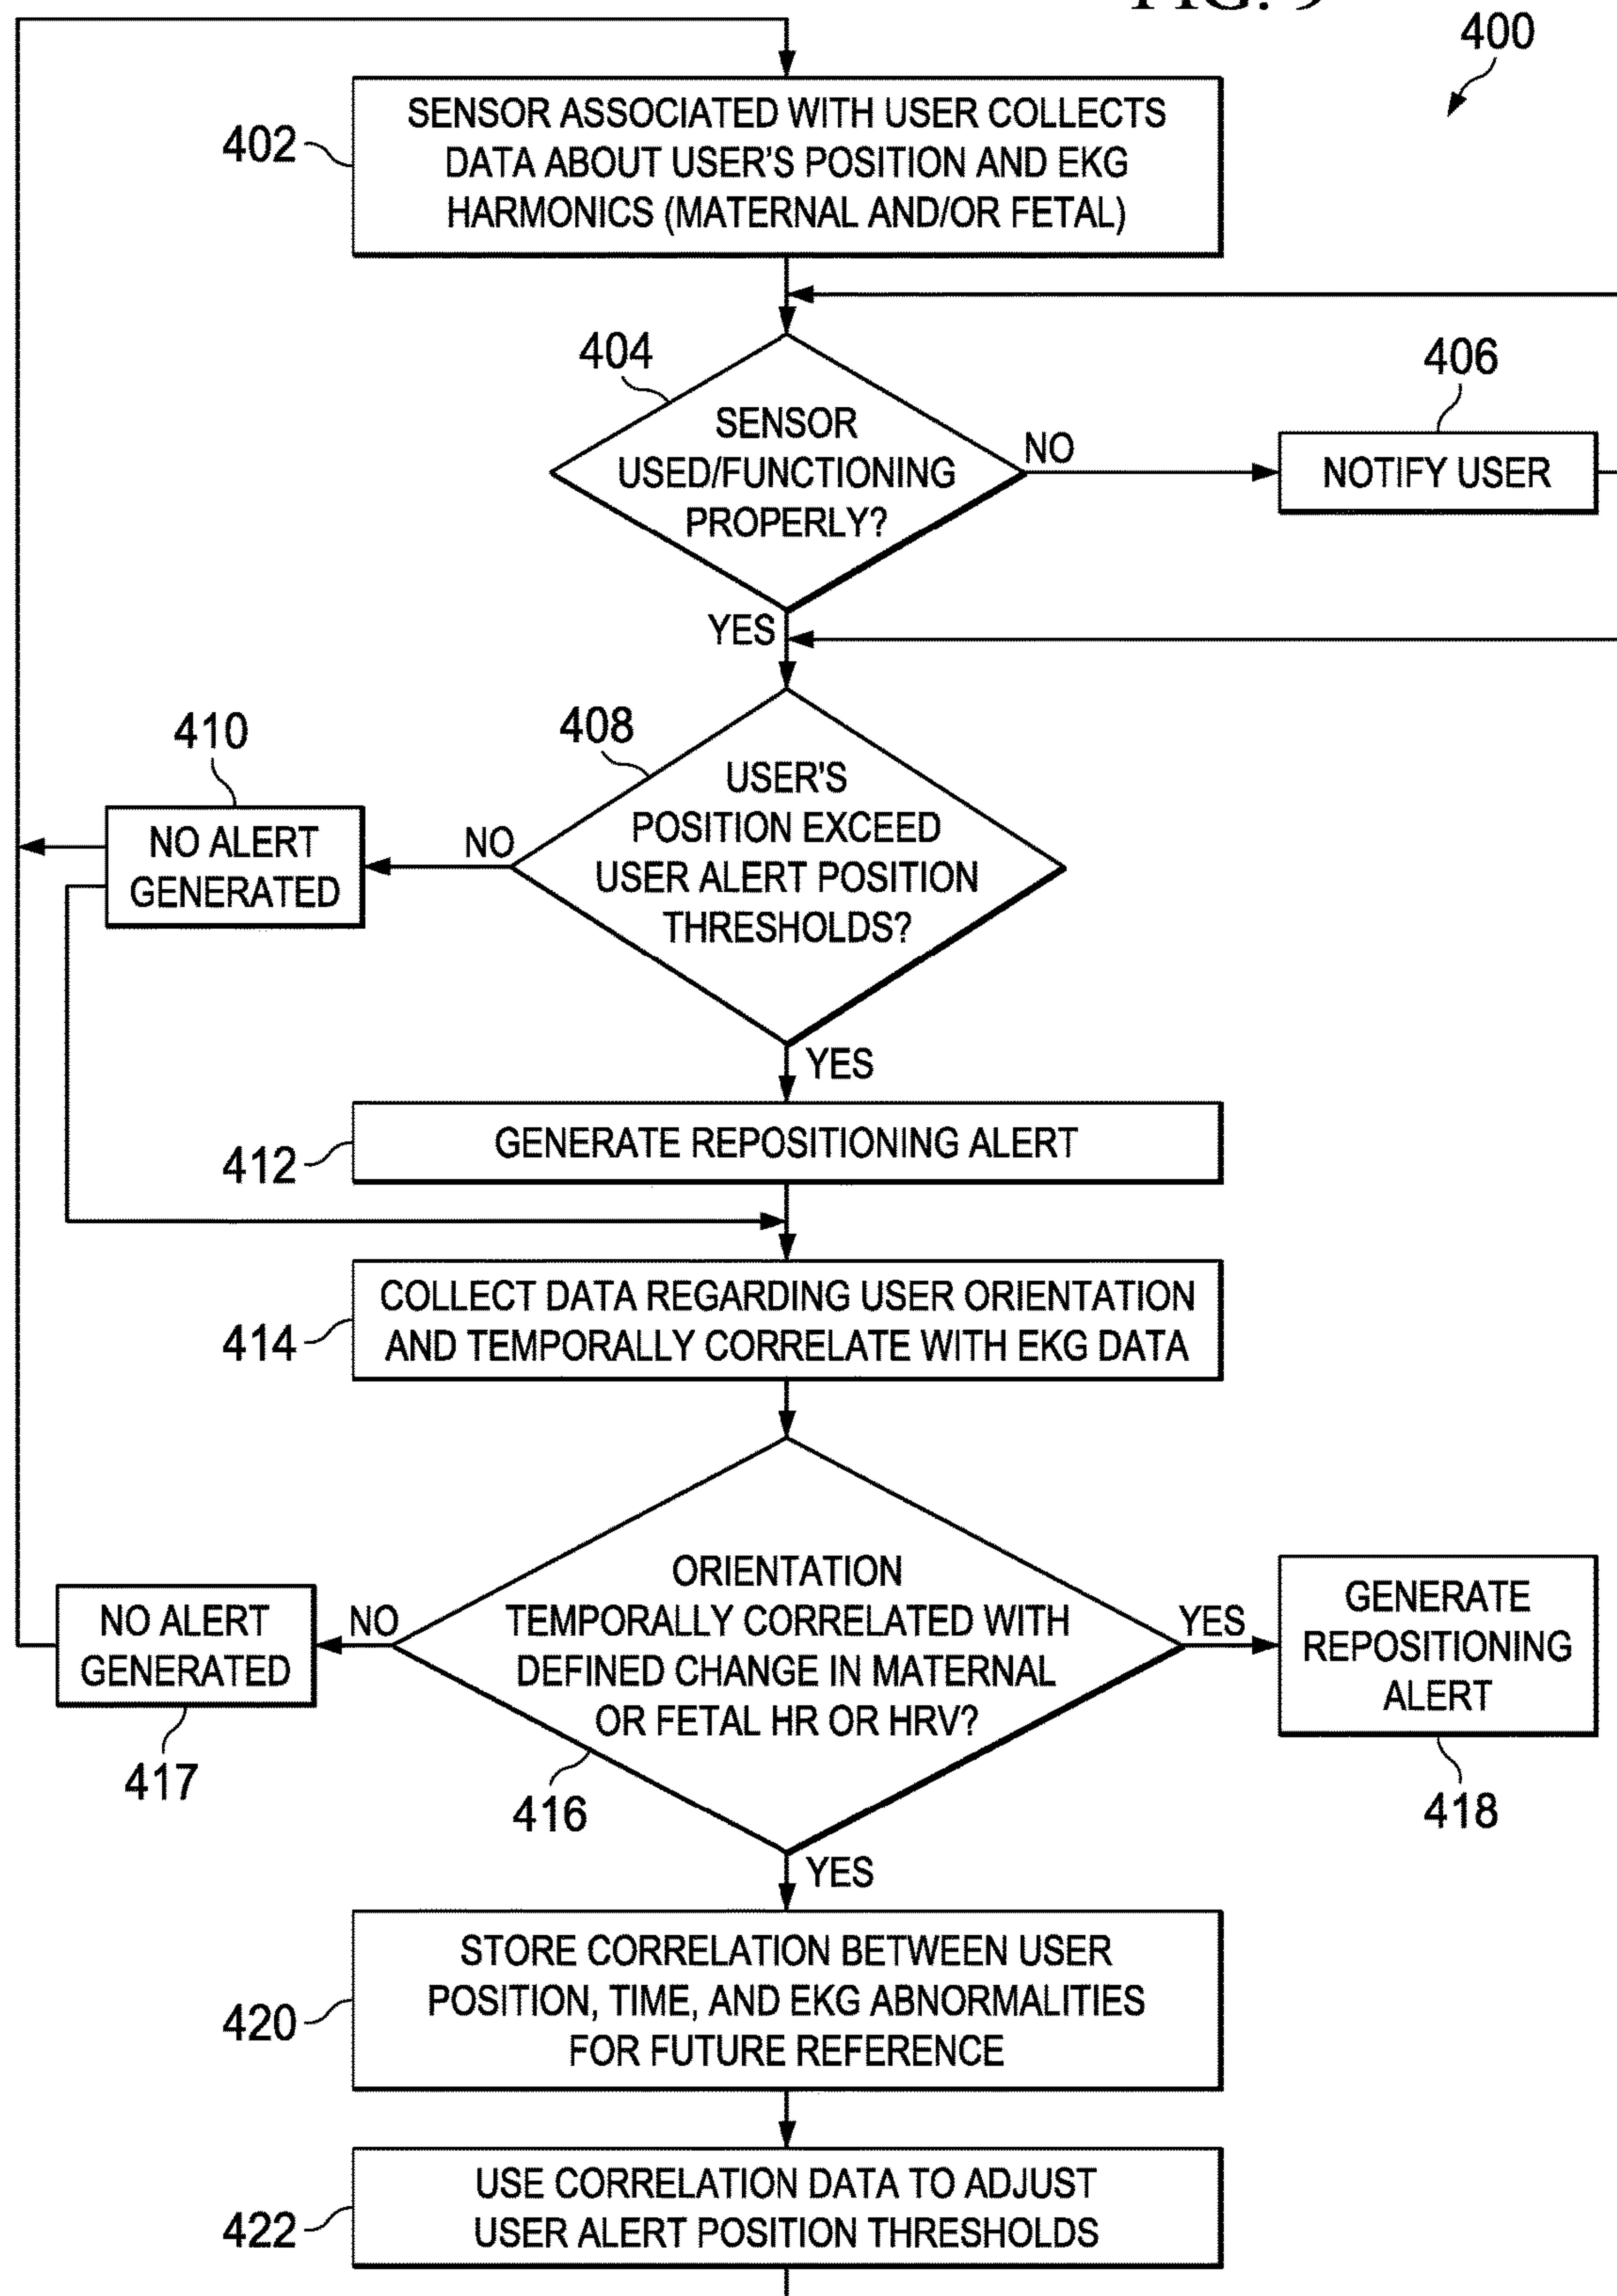 400
402
SENSOR ASSOCIATED WITH USER COLLECTS
DATA ABOUT USER'S POSITION AND EKG
HARMONICS (MATERNAL AND/OR FETAL)
404
SENSOR
USED/FUNCTIONING
PROPERLY?
NO
406
NOTIFY USER
YES
408
USER'S
POSITION EXCEED
USER ALERT POSITION
THRESHOLDS?
NO
410
NO ALERT
GENERATED
YES
412
GENERATE REPOSITIONING ALERT
414
COLLECT DATA REGARDING USER ORIENTATION
AND TEMPORALLY CORRELATE WITH EKG DATA
416
ORIENTATION
TEMPORALLY CORRELATED WITH
DEFINED CHANGE IN MATERNAL
OR FETAL HR OR HRV?
NO
NO ALERT
GENERATED
417
YES
GENERATE
REPOSITIONING
ALERT
418
YES
420
STORE CORRELATION BETWEEN USER
POSITION, TIME, AND EKG ABNORMALITIES
FOR FUTURE REFERENCE
422
USE CORRELATION DATA TO ADJUST
USER ALERT POSITION THRESHOLDS